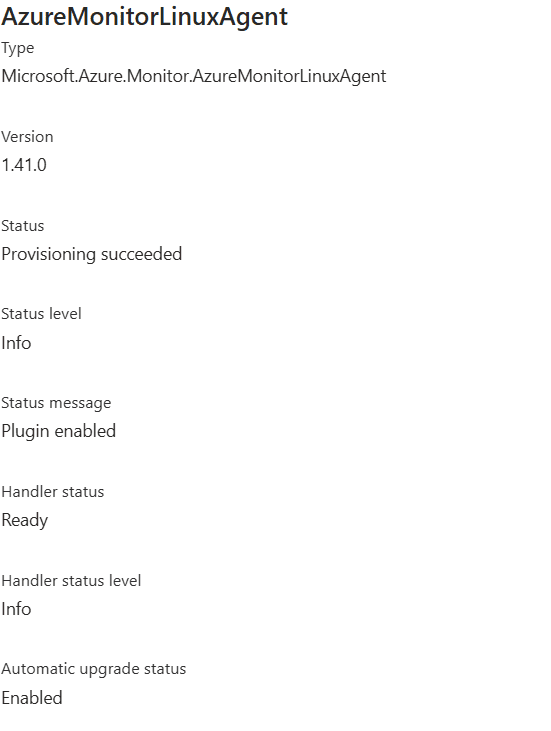 AzureMonitorLinuxAgent
Type
Microsoft.Azure.Monitor.AzureMonitorLinuxAgent
Version
1.41.0
Status
Provisioning succeeded
Status level
Info
Status message
Plugin enabled
Handler status
Ready
Handler status level
Info
Automatic upgrade status
Enabled